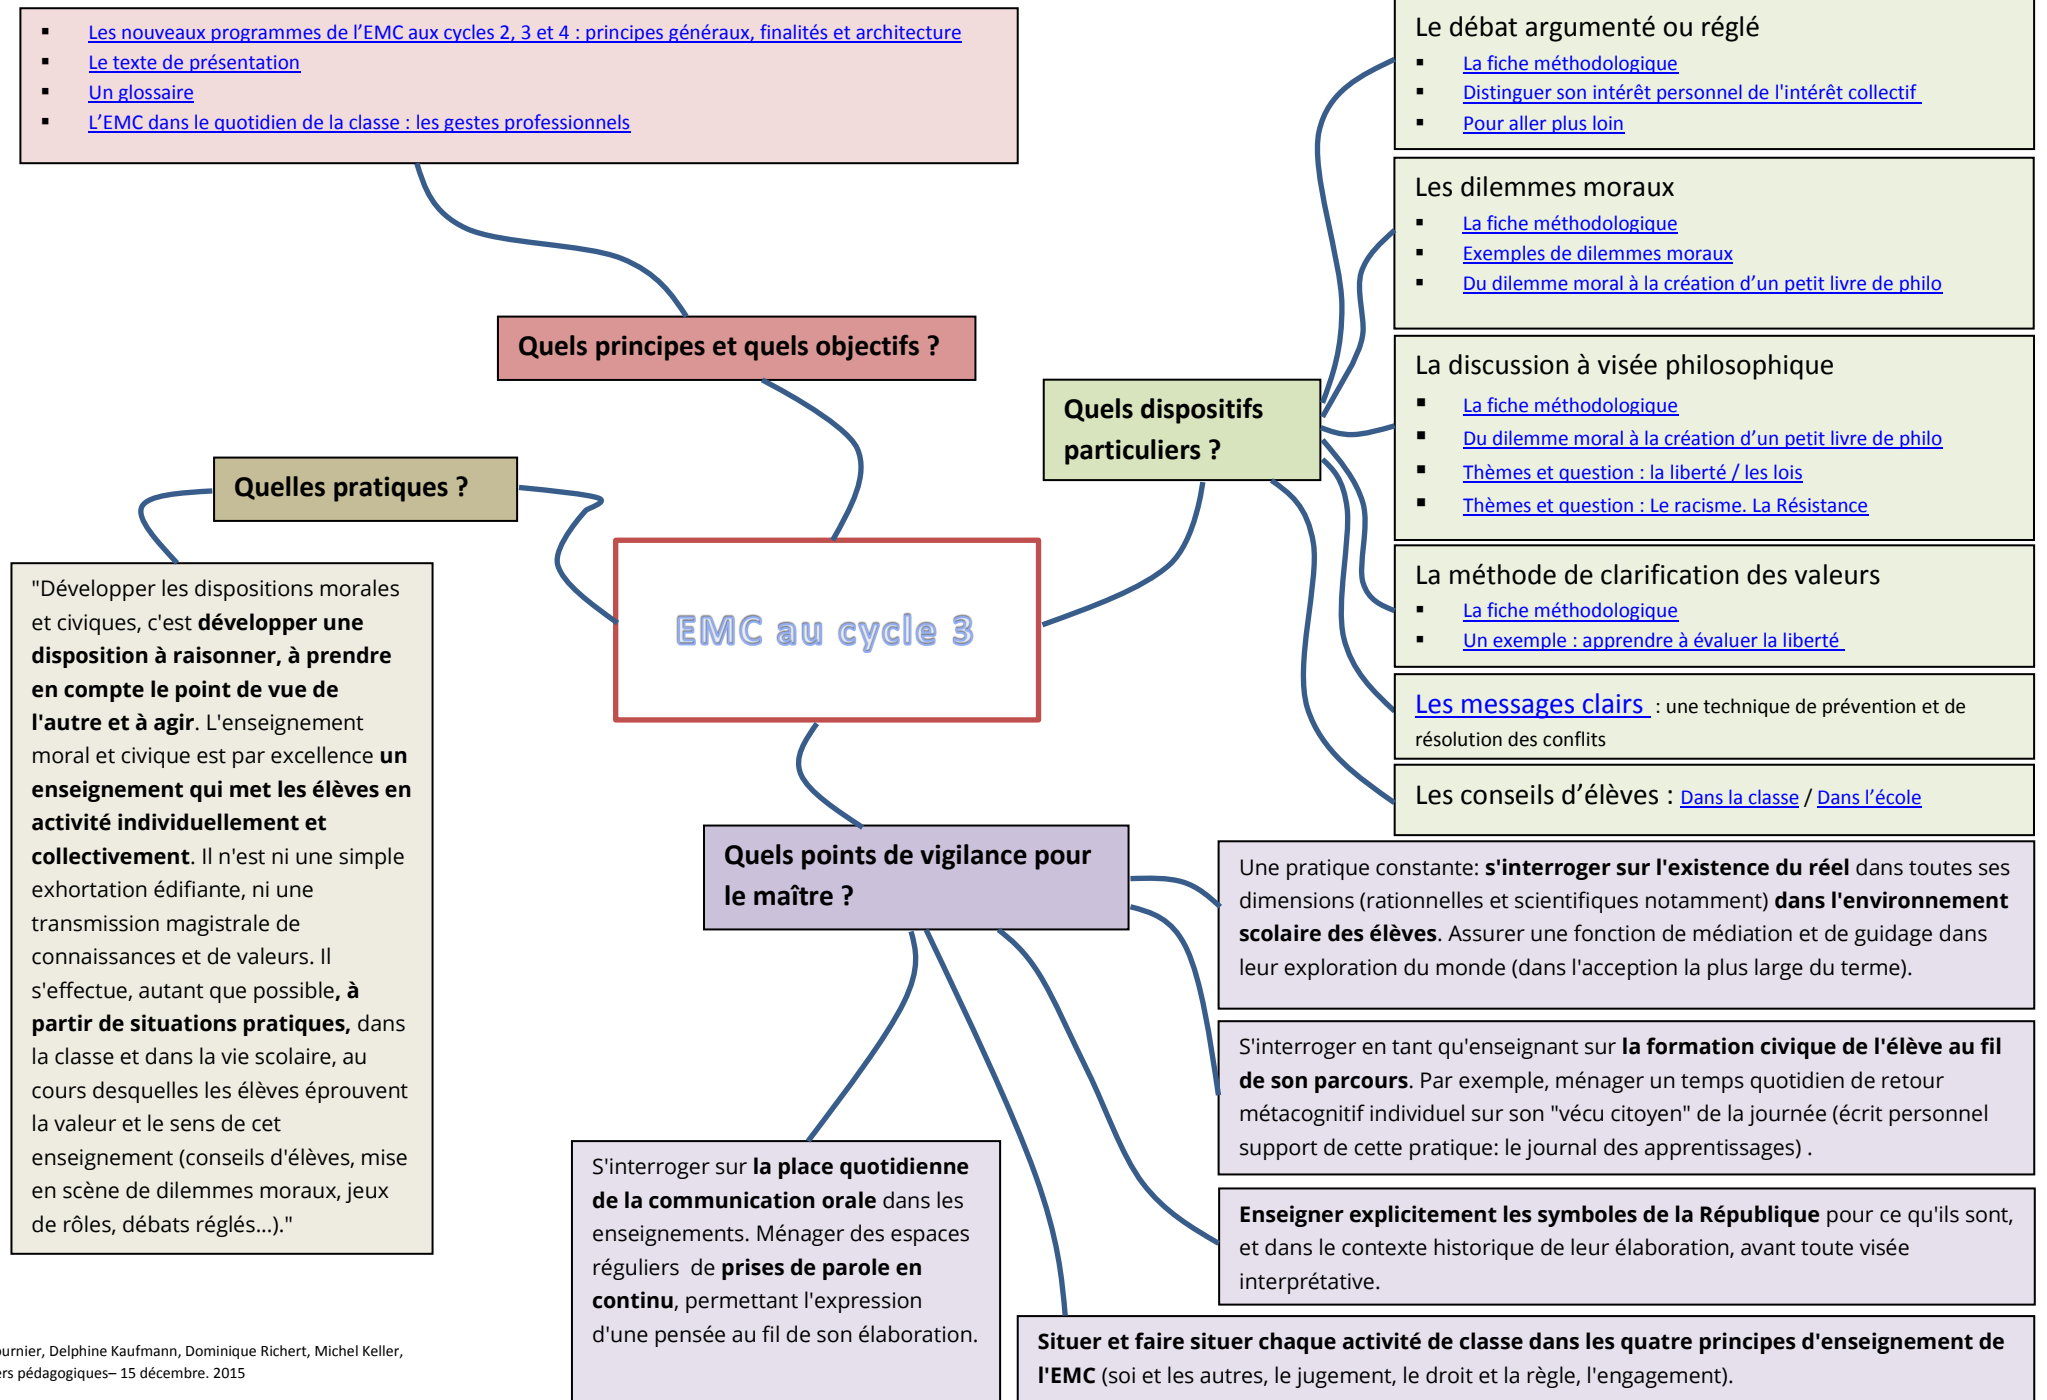 Les nouveaux programmes de l’EMC aux cycles 2, 3 et 4 : principes généraux, finalités et architecture
Le texte de présentation
Un glossaire
L’EMC dans le quotidien de la classe : les gestes professionnels
Quels principes et quels objectifs ?
Quelles pratiques ?
"Développer les dispositions morales
et civiques, c'est développer une
disposition à raisonner, à prendre
en compte le point de vue de
l'autre et à agir. L'enseignement
moral et civique est par excellence un
enseignement qui met les élèves en
activité individuellement et
collectivement. Il n'est ni une simple
exhortation édifiante, ni une
transmission magistrale de
connaissances et de valeurs. Il
s'effectue, autant que possible, à
partir de situations pratiques, dans
la classe et dans la vie scolaire, au
cours desquelles les élèves éprouvent
la valeur et le sens de cet
enseignement (conseils d'élèves, mise
en scène de dilemmes moraux, jeux
de rôles, débats réglés...)."
EMC au cycle 3
Quels dispositifs
particuliers ?
Le débat argumenté ou réglé
La fiche méthodologique
Distinguer son intérêt personnel de l'intérêt collectif
Pour aller plus loin
Les dilemmes moraux
La fiche méthodologique
Exemples de dilemmes moraux
Du dilemme moral à la création d’un petit livre de philo
La discussion à visée philosophique
La fiche méthodologique
Du dilemme moral à la création d’un petit livre de philo
Thèmes et question : la liberté / les lois
Thèmes et question : Le racisme. La Résistance
La méthode de clarification des valeurs
La fiche méthodologique
Un exemple : apprendre à évaluer la liberté
Les messages clairs : une technique de prévention et de
résolution des conflits
Les conseils d’élèves : Dans la classe / Dans l’école
Quels points de vigilance pour
le maître ?
Une pratique constante: s'interroger sur l'existence du réel dans toutes ses
dimensions (rationnelles et scientifiques notamment) dans l'environnement
scolaire des élèves. Assurer une fonction de médiation et de guidage dans
leur exploration du monde (dans l'acception la plus large du terme).
S'interroger en tant qu'enseignant sur la formation civique de l'élève au fil
de son parcours. Par exemple, ménager un temps quotidien de retour
métacognitif individuel sur son "vécu citoyen" de la journée (écrit personnel
support de cette pratique: le journal des apprentissages) .
Enseigner explicitement les symboles de la République pour ce qu'ils sont,
et dans le contexte historique de leur élaboration, avant toute visée
interprétative.
Situer et faire situer chaque activité de classe dans les quatre principes d'enseignement de
l'EMC (soi et les autres, le jugement, le droit et la règle, l'engagement).
S'interroger sur la place quotidienne
de la communication orale dans les
enseignements. Ménager des espaces
réguliers de prises de parole en
continu, permettant l'expression
d'une pensée au fil de son élaboration.
urnier, Delphine Kaufmann, Dominique Richert, Michel Keller,
ers pédagogiques– 15 décembre. 2015